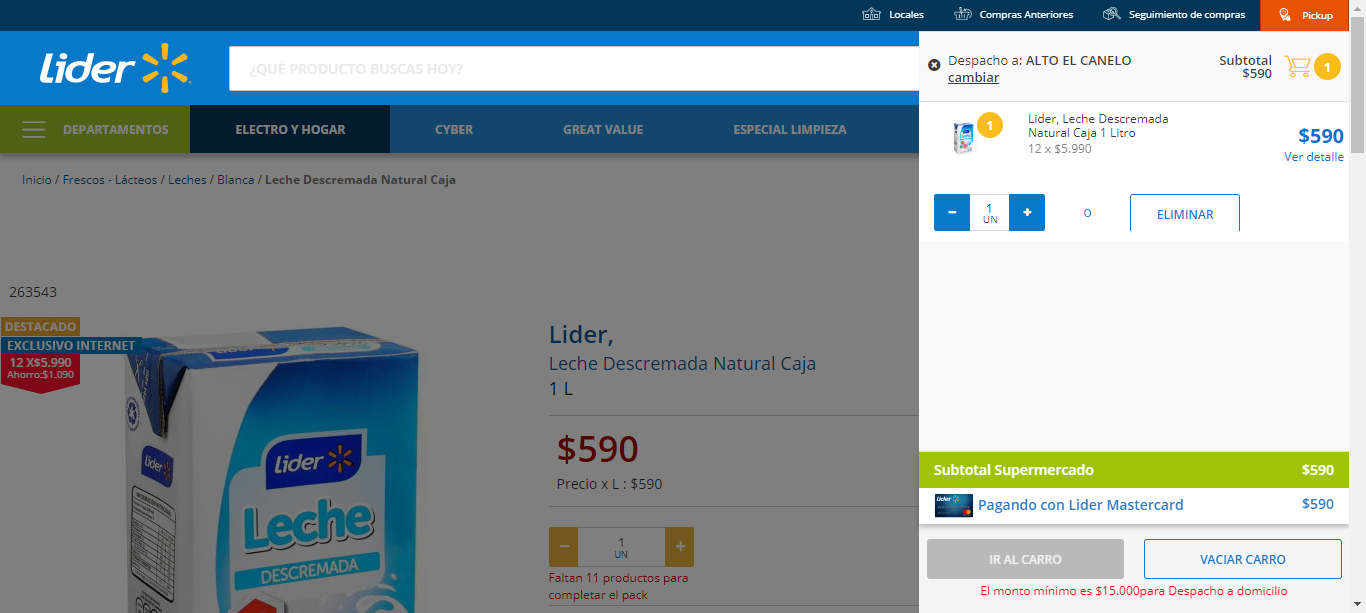 Locales
Compras Anteriores
Seguimiento de compras
Pickup
Lider
¿QUÉ PRODUCTO BUSCAS HOY?
Despacho a: ALTO EL CANELO
cambiar
Subtotal
$590
1
DEPARTAMENTOS
ELECTRO Y HOGAR
CYBER
GREAT VALUE
ESPECIAL LIMPIEZA
1
Lider, Leche Descremada
Natural Caja 1 Litro
12 x $5.990
$590
Ver detalle
Inicio / Frescos - Lácteos / Leches / Blanca / Leche Descremada Natural Caja
- 1 +
UN
O
ELIMINAR
263543
DESTACADO
EXCLUSIVO INTERNET
12 X$5.990
Ahorro:$1.090
Lider
Lider
Leche
DESCREMADA
Lider,
Leche Descremada Natural Caja
1 L
$590
Precio x L : $590
- 1 +
UN
Faltan 11 productos para
completar el pack
Subtotal Supermercado $590
Lider
Pagando con Lider Mastercard $590
IR AL CARRO
VACIAR CARRO
El monto mínimo es $15.000para Despacho a domicilio